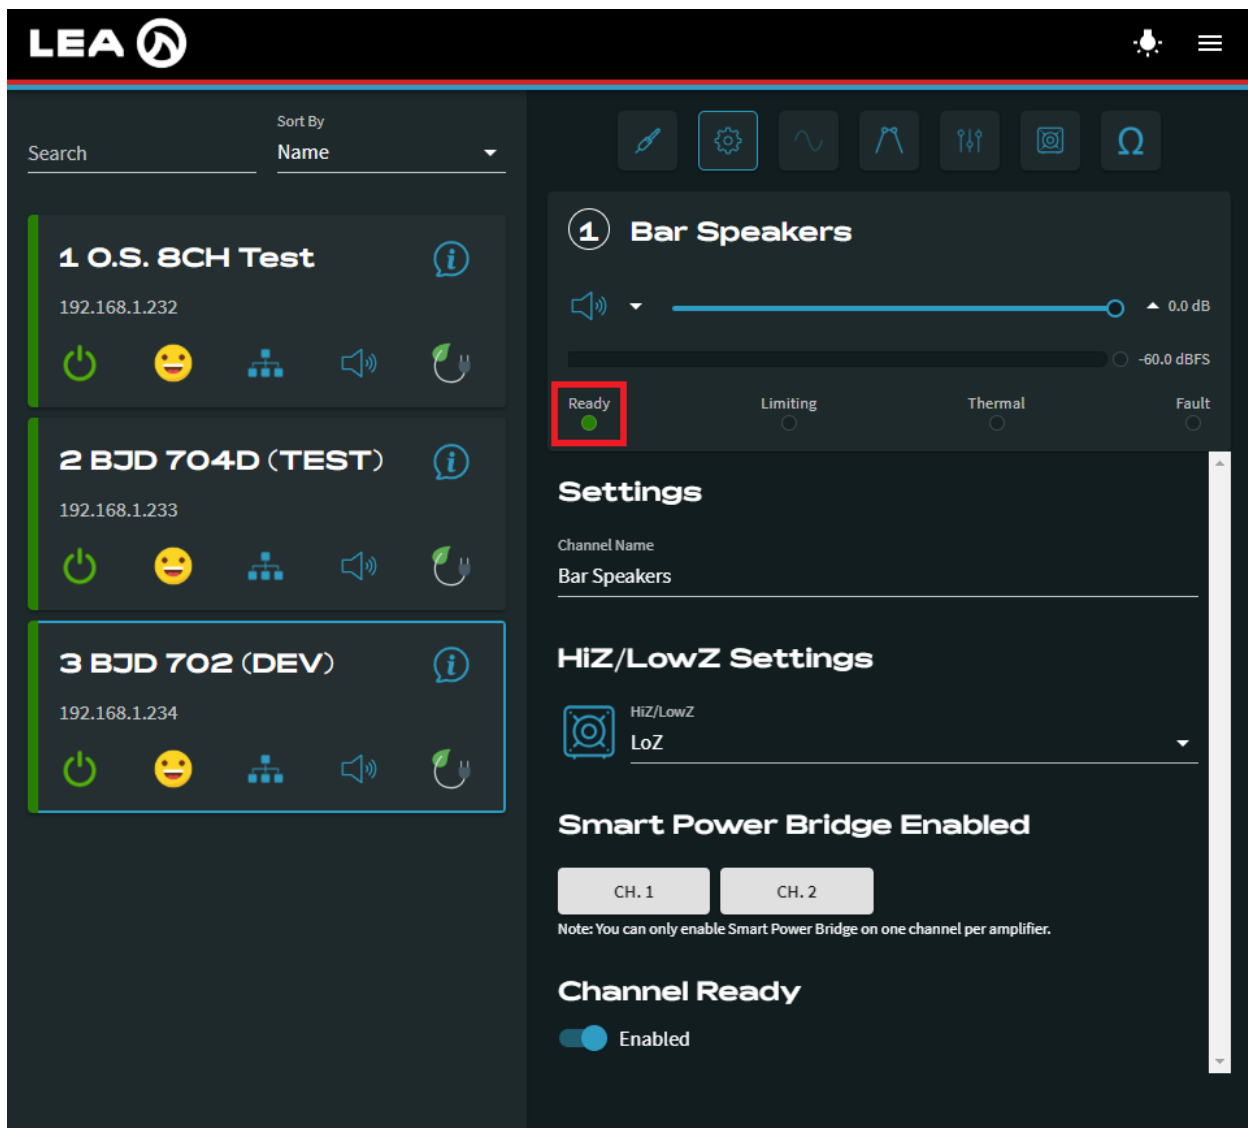 LEA
Search
Sort By
Name
1 O.S. 8CH Test
192.168.1.232
2 BJD 704D (TEST)
192.168.1.233
3 BJD 702 (DEV)
192.168.1.234
Ω
1 Bar Speakers
0.0 dB
-60.0 dBFS
Ready Limiting Thermal Fault
Settings
Channel Name
Bar Speakers
HiZ/LowZ Settings
HiZ/LowZ
LoZ
Smart Power Bridge Enabled
CH. 1 CH. 2
Note: You can only enable Smart Power Bridge on one channel per amplifier.
Channel Ready
Enabled